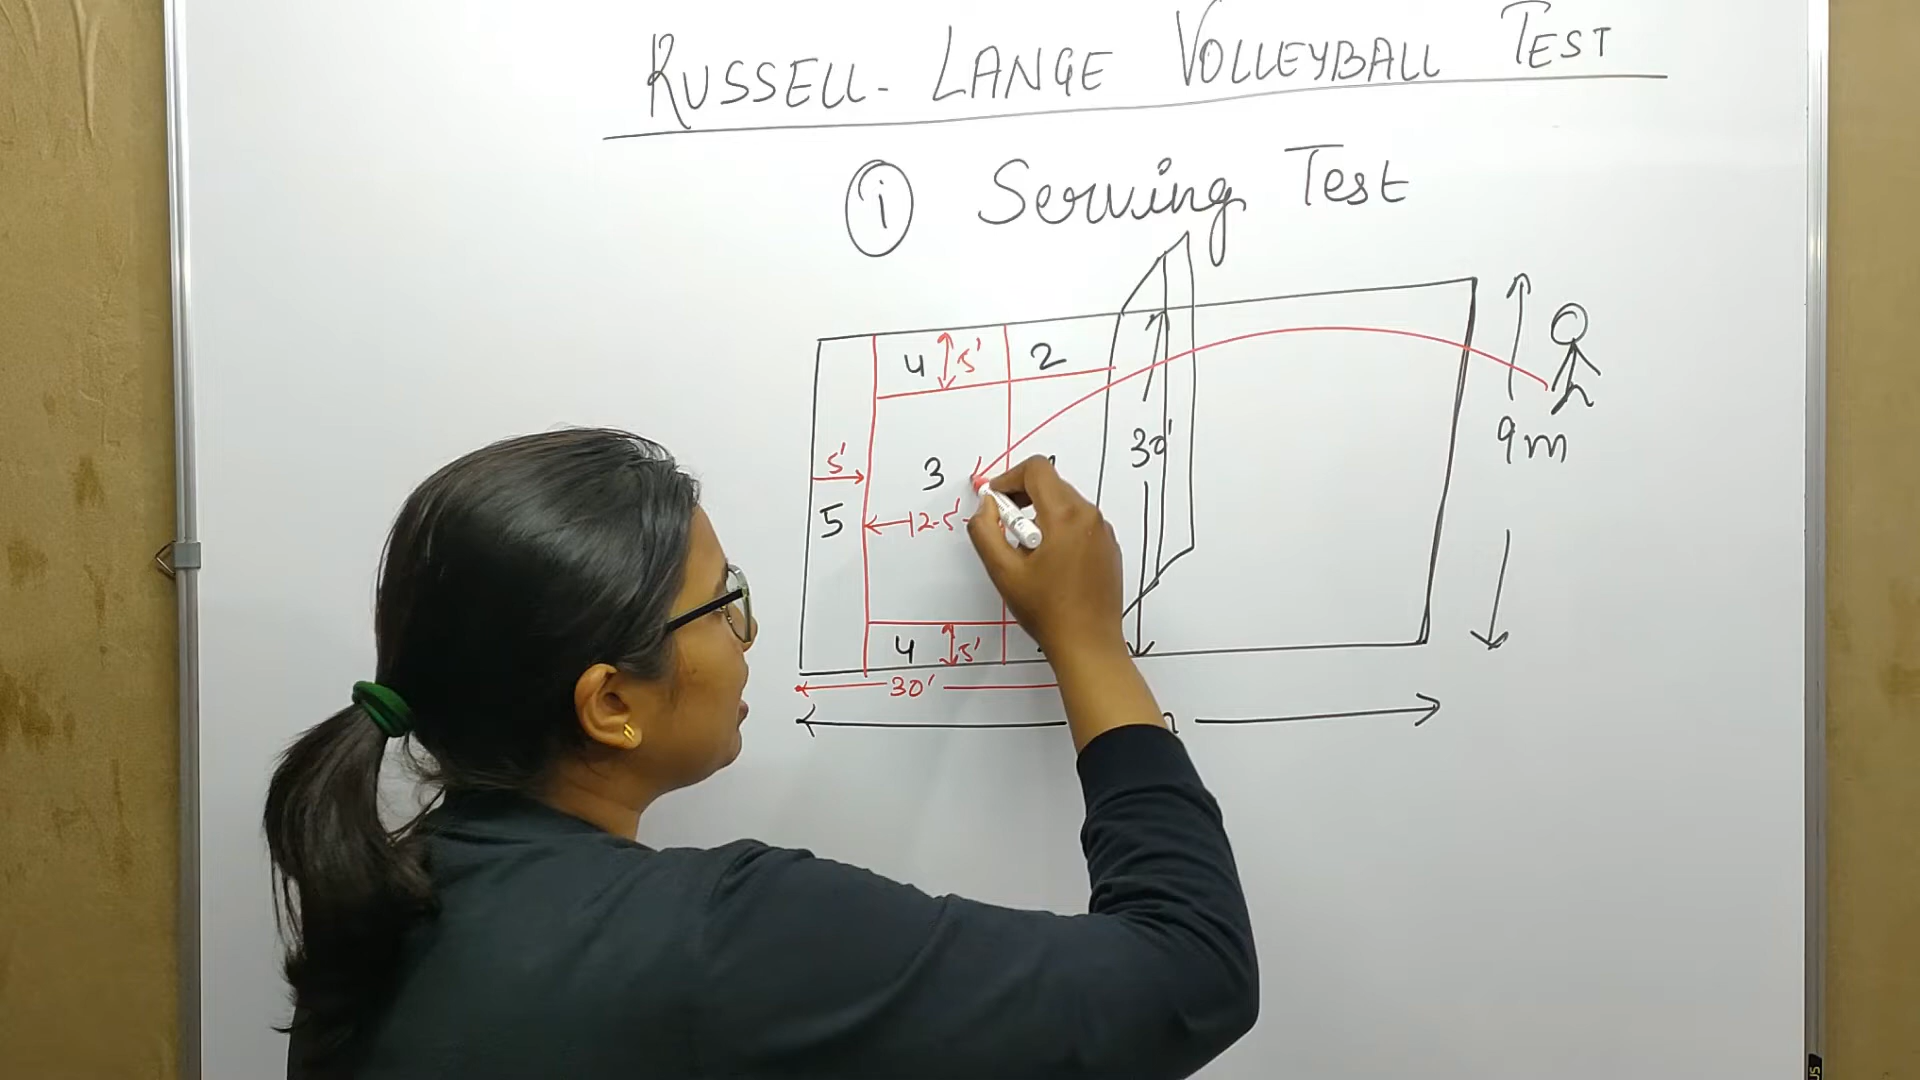 RUSSELL- LANGE VOLLEYBALL TEST
i Serving Test
4 5' 2
5' 3 30' 9m
5 12.5'
4 5'
30'